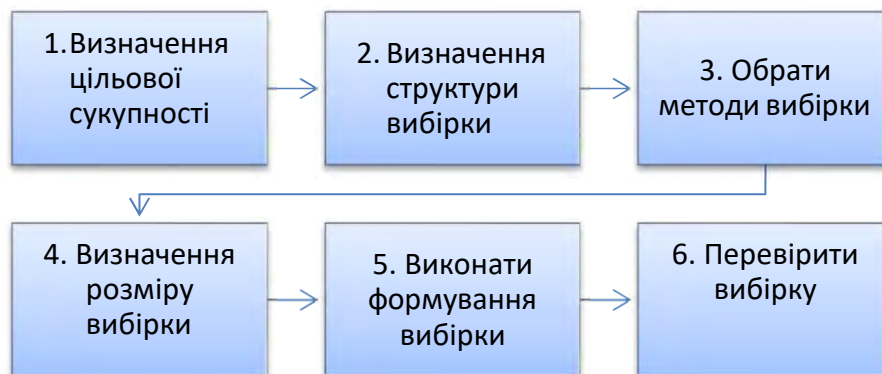 1.Визначення
цільової
сукупності
2. Визначення
структури
вибірки
3. Обрати
методи вибірки
4. Визначення
розміру
вибірки
5. Виконати
формування
вибірки
6. Перевірити
вибірку